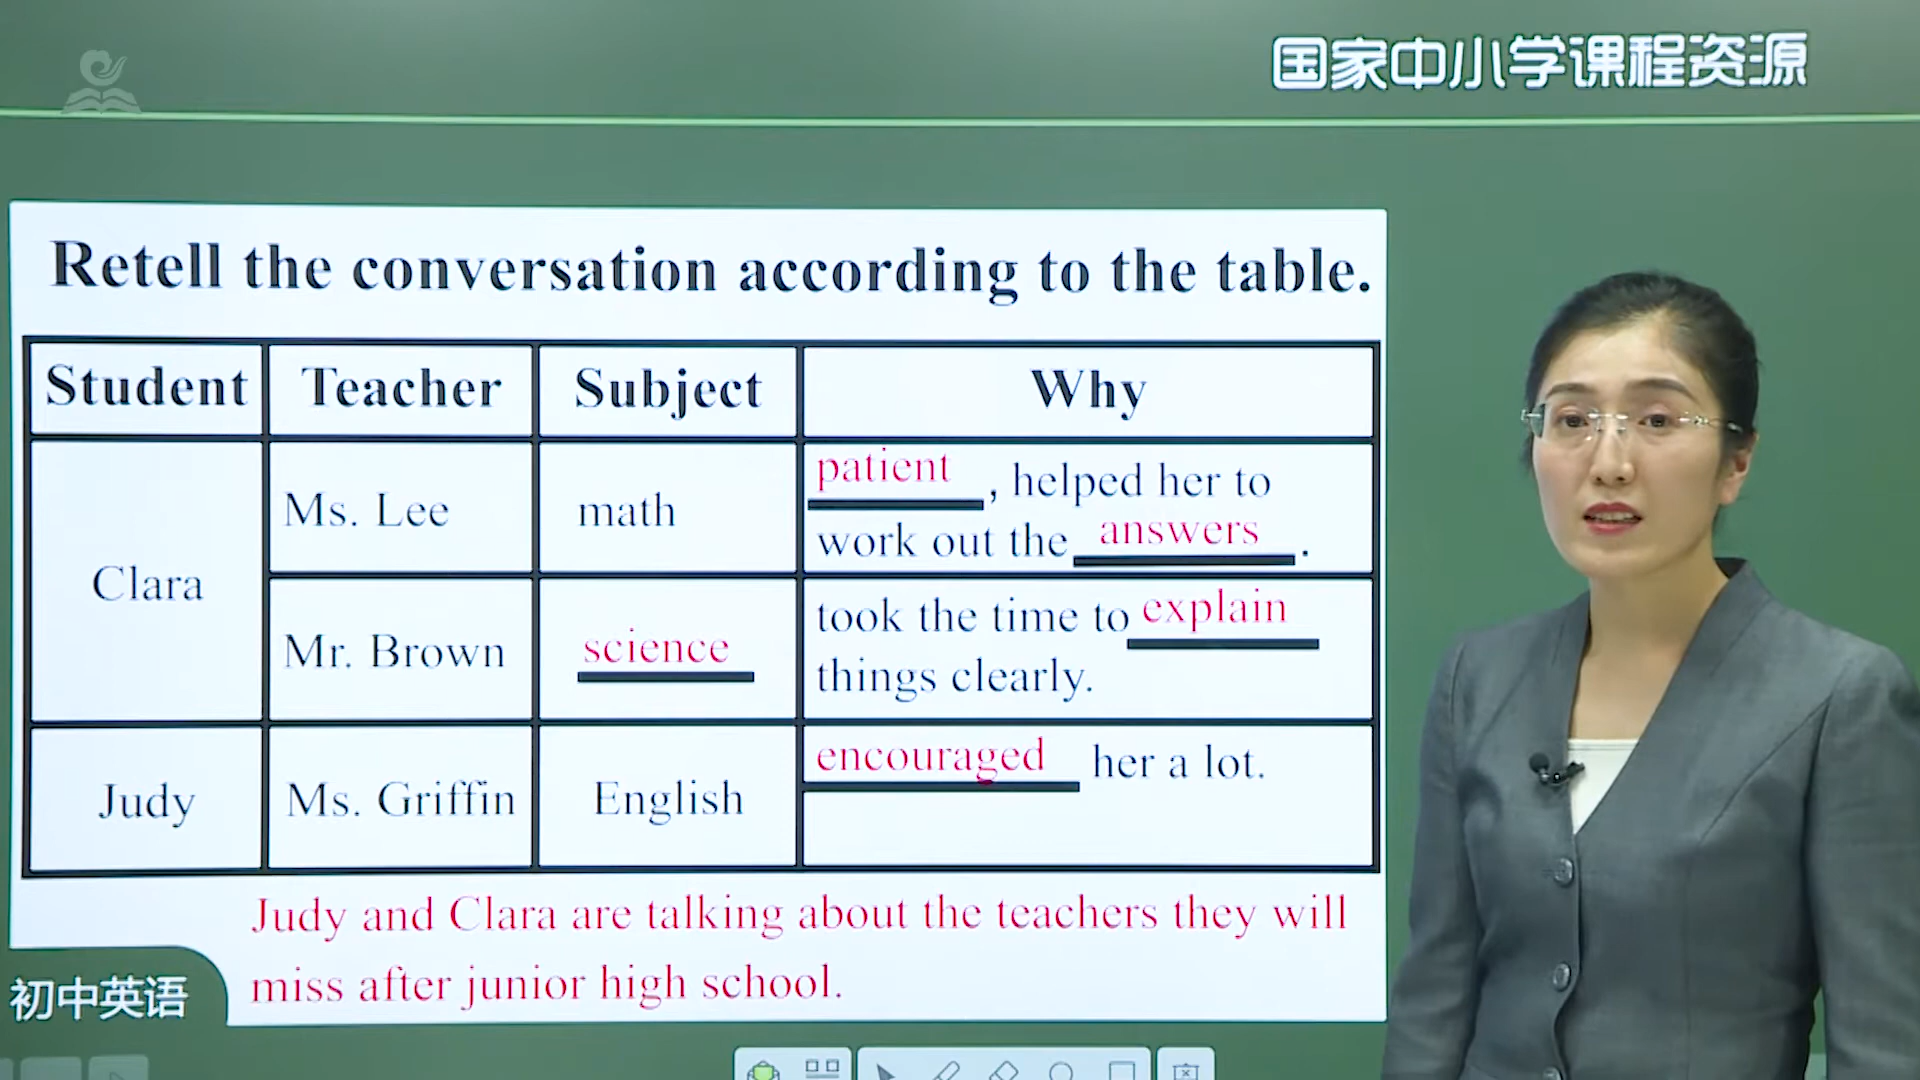 国家中小学课程资源
Retell the conversation according to the table.
Student Teacher Subject Why
Clara
Ms. Lee
math
patient, helped her to
work out the answers.
Mr. Brown
science
took the time to explain
things clearly.
Judy
Ms. Griffin
English
encouraged her a lot.
Judy and Clara are talking about the teachers they will
miss after junior high school.
初中英语